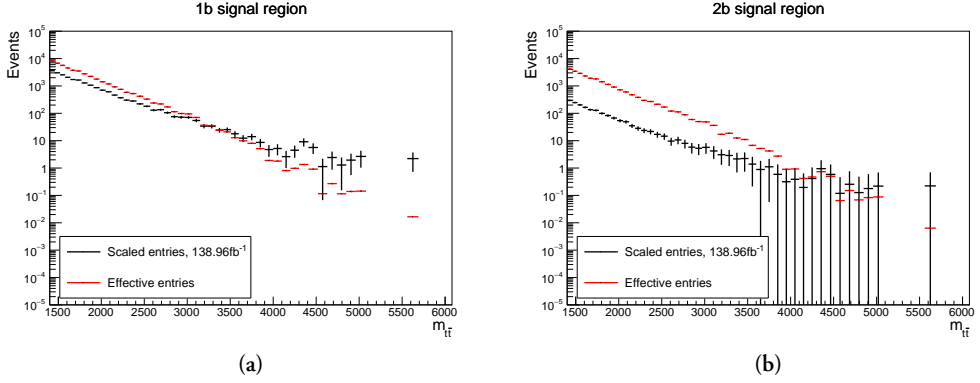 1b signal region
Events
10^5
10^4
10^3
10^2
10
1
10^-1
10^-2
10^-3
10^-4
10^-5
Scaled entries, 138.96fb^-1
Effective entries
1500 2000 2500 3000 3500 4000 4500 5000 5500 6000
m_tt̄
(a)
2b signal region
Events
10^5
10^4
10^3
10^2
10
1
10^-1
10^-2
10^-3
10^-4
10^-5
Scaled entries, 138.96fb^-1
Effective entries
1500 2000 2500 3000 3500 4000 4500 5000 5500 6000
m_tt̄
(b)